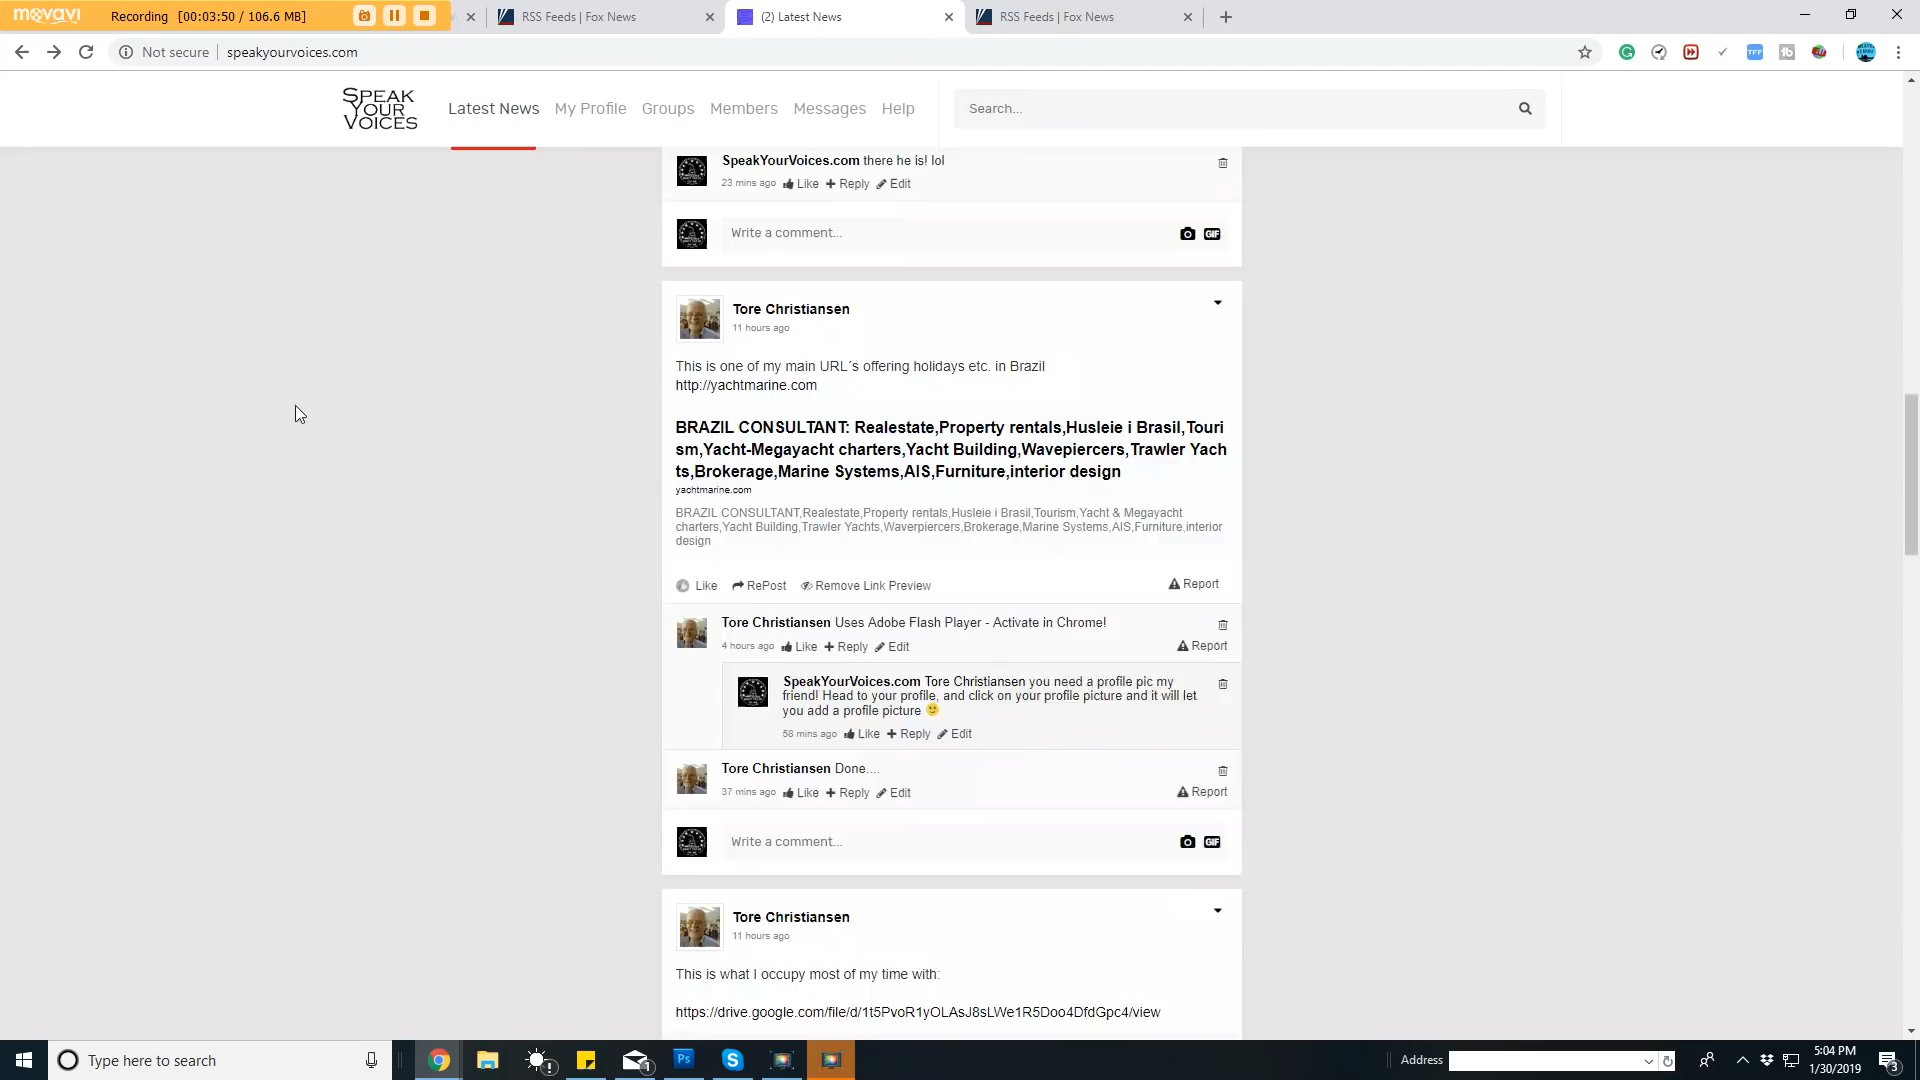 movavi
Recording [00:03:50 / 106.6 MB]
RSS Feeds | Fox News
(2) Latest News
RSS Feeds | Fox News
Not secure
speakyourvoices.com
TFF
SPEAK
YOUR
VOICES
Latest News
My Profile
Groups
Members
Messages
Help
Search...
SpeakYourVoices.com there he is! lol
23 mins ago Like Reply Edit
Write a comment...
GIF
Tore Christiansen
11 hours ago
This is one of my main URL´s offering holidays etc. in Brazil
http://yachtmarine.com
BRAZIL CONSULTANT: Realestate,Property rentals,Husleie i Brasil,Touri
sm,Yacht-Megayacht charters,Yacht Building,Wavepiercers,Trawler Yach
ts,Brokerage,Marine Systems,AIS,Furniture,interior design
yachtmarine.com
BRAZIL CONSULTANT,Realestate,Property rentals,Husleie i Brasil,Tourism,Yacht & Megayacht
charters,Yacht Building,Trawler Yachts,Waverpiercers,Brokerage,Marine Systems,AIS,Furniture,interior
design
Like RePost Remove Link Preview Report
Tore Christiansen Uses Adobe Flash Player - Activate in Chrome!
4 hours ago Like Reply Edit Report
SpeakYourVoices.com Tore Christiansen you need a profile pic my
friend! Head to your profile, and click on your profile picture and it will let
you add a profile picture
58 mins ago Like Reply Edit
Tore Christiansen Done....
37 mins ago Like Reply Edit Report
Write a comment...
GIF
Tore Christiansen
11 hours ago
This is what I occupy most of my time with:
https://drive.google.com/file/d/1t5PvoR1yOLAsJ8sLWe1R5Doo4DfdGpc4/view
Type here to search
1
Ps
Address
5:04 PM
1/30/2019
3